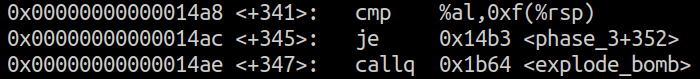 0x00000000000014a8 <+341>: cmp %al,0xf(%rsp)
0x00000000000014ac <+345>: je 0x14b3 <phase_3+352>
0x00000000000014ae <+347>: callq 0x1b64 <explode_bomb>